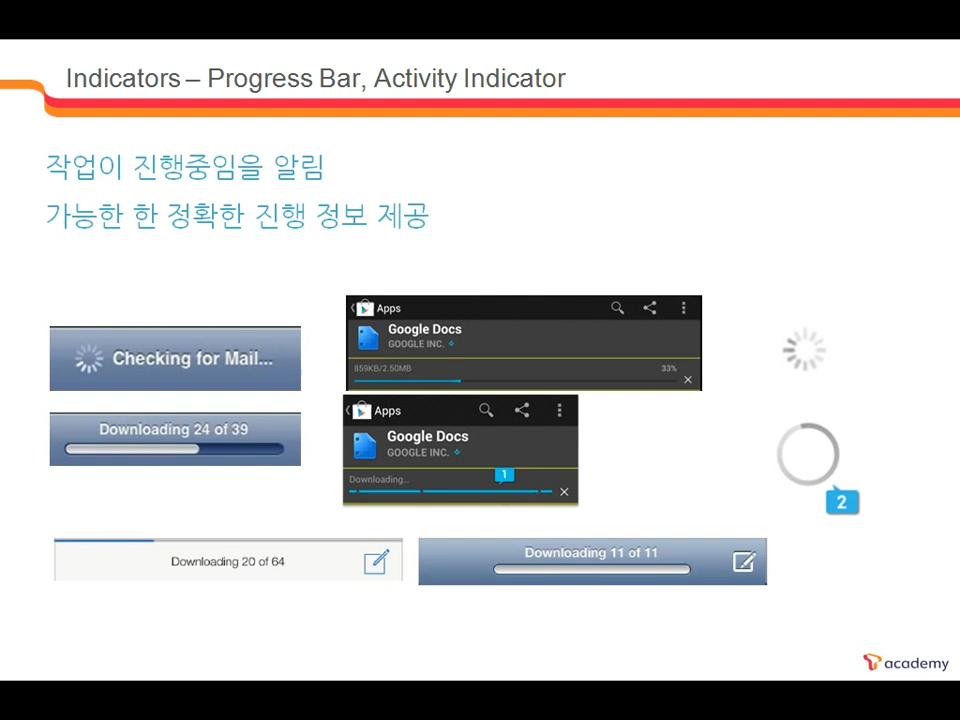 Indicators – Progress Bar, Activity Indicator
작업이 진행중임을 알림
가능한 한 정확한 진행 정보 제공
Checking for Mail...
Downloading 24 of 39
Apps
Google Docs
GOOGLE INC.
859KB/2.50MB 33%
Apps
Google Docs
GOOGLE INC.
Downloading...
1
2
Downloading 20 of 64
Downloading 11 of 11
T academy